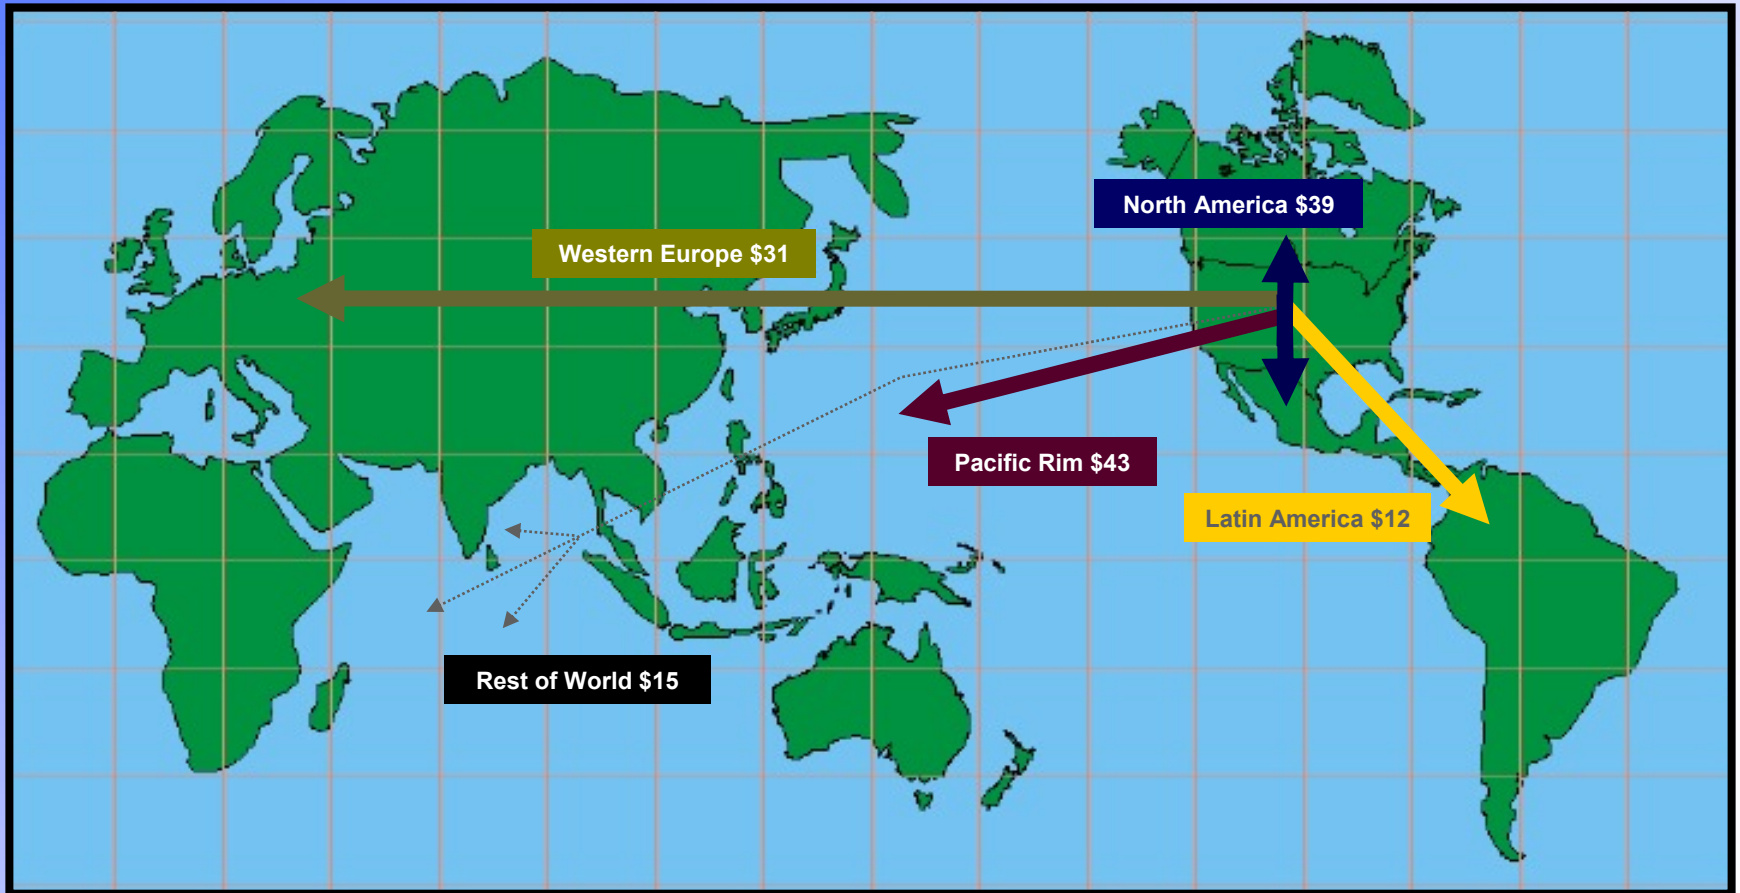 North America $39
Western Europe $31
Pacific Rim $43
Latin America $12
Rest of World $15